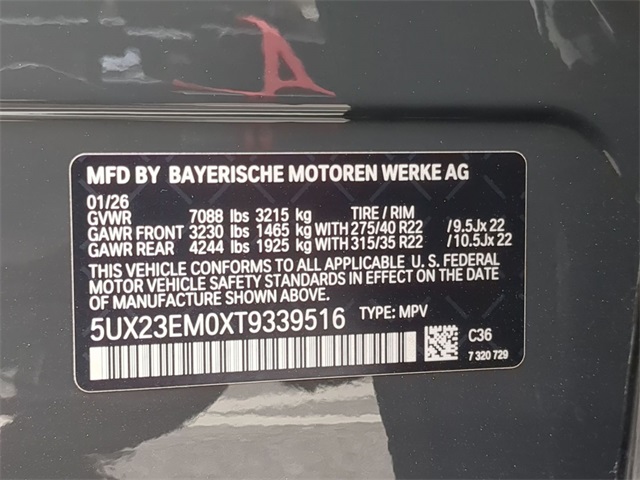 MFD BY BAYERISCHE MOTOREN WERKE AG
01/26
GVWR 7088 lbs 3215 kg TIRE / RIM
GAWR FRONT 3230 lbs 1465 kg WITH 275/40 R22 /9.5Jx 22
GAWR REAR 4244 lbs 1925 kg WITH 315/35 R22 /10.5Jx 22
THIS VEHICLE CONFORMS TO ALL APPLICABLE U. S. FEDERAL
MOTOR VEHICLE SAFETY STANDARDS IN EFFECT ON THE DATE
OF MANUFACTURE SHOWN ABOVE.
5UX23EM0XT9339516 TYPE: MPV
C36
7 320 729